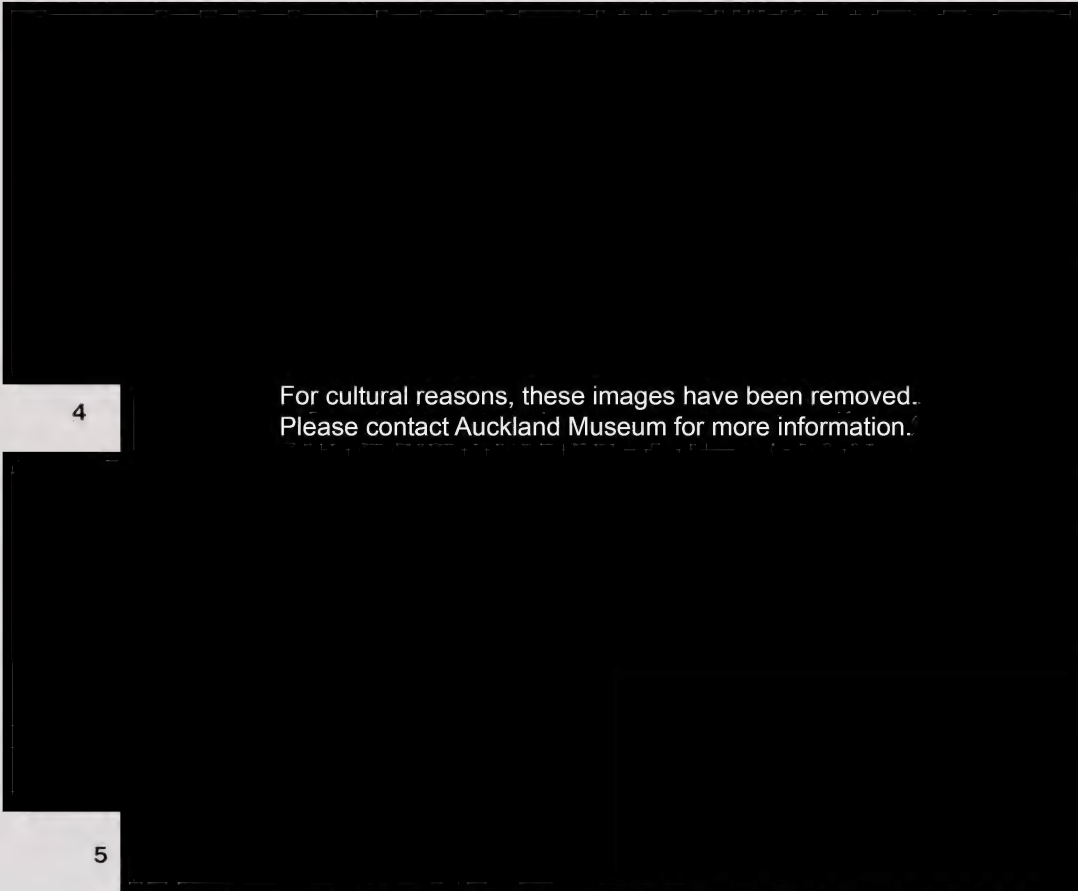 4
For cultural reasons, these images have been removed.
Please contact Auckland Museum for more information.
5